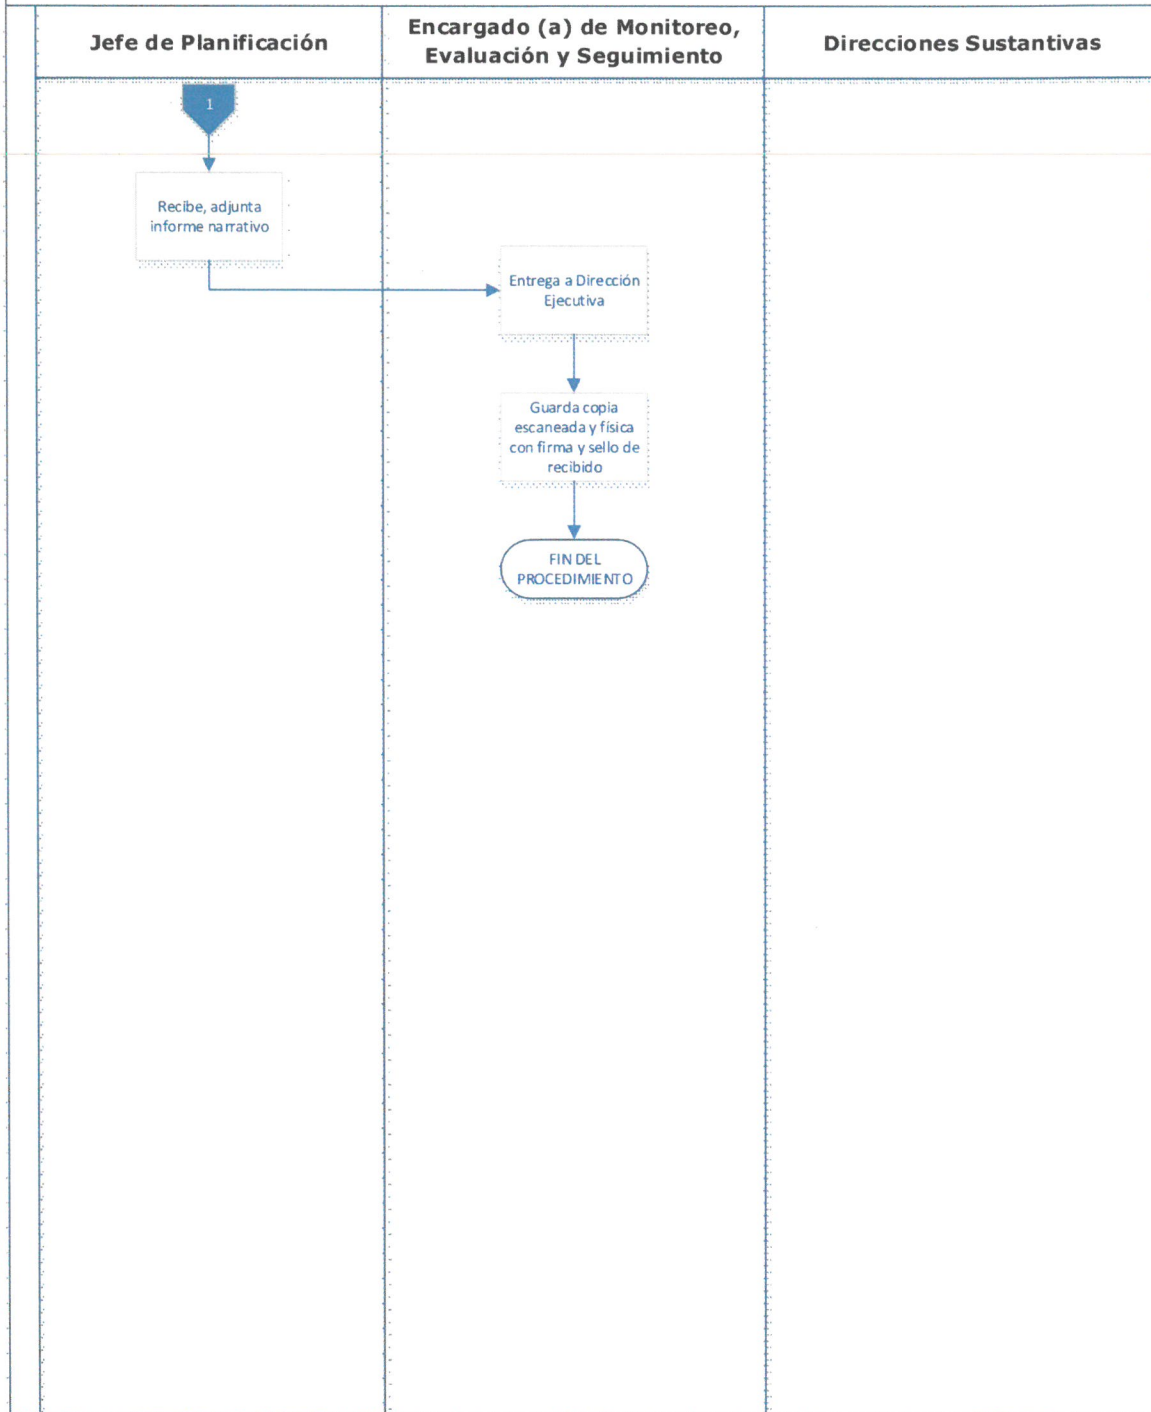 Jefe de Planificación
Encargado (a) de Monitoreo,
Evaluación y Seguimiento
Direcciones Sustantivas
1
Recibe, adjunta
informe narrativo
Entrega a Dirección
Ejecutiva
Guarda copia
escaneada y física
con firma y sello de
recibido
FIN DEL
PROCEDIMIENTO